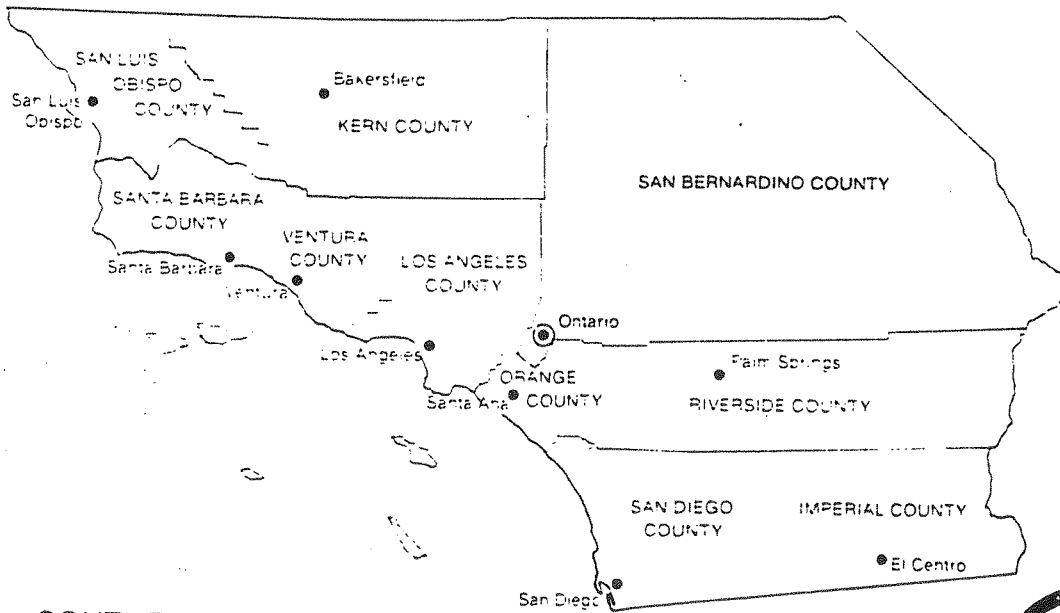 SAN LUIS
OBISPO
COUNTY
San Luis
Obispo
Bakersfield
KERN COUNTY
SAN BERNARDINO COUNTY
SANTA BARBARA
COUNTY
VENTURA
COUNTY
LOS ANGELES
COUNTY
Santa Barbara
Ventura
Ontario
Los Angeles
Palm Springs
ORANGE
COUNTY
Santa Ana
RIVERSIDE COUNTY
SAN DIEGO
COUNTY
IMPERIAL COUNTY
El Centro
San Diego